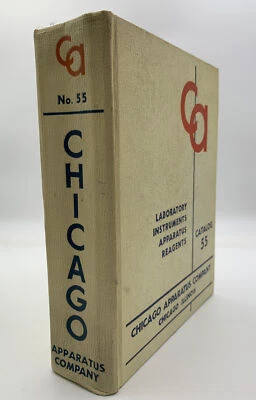 Ca
No. 55
CHICAGO
APPARATUS
COMPANY
Ca
LABORATORY
INSTRUMENTS
APPARATUS
REAGENTS
CATALOG
55
CHICAGO APPARATUS COMPANY
CHICAGO ILLINOIS